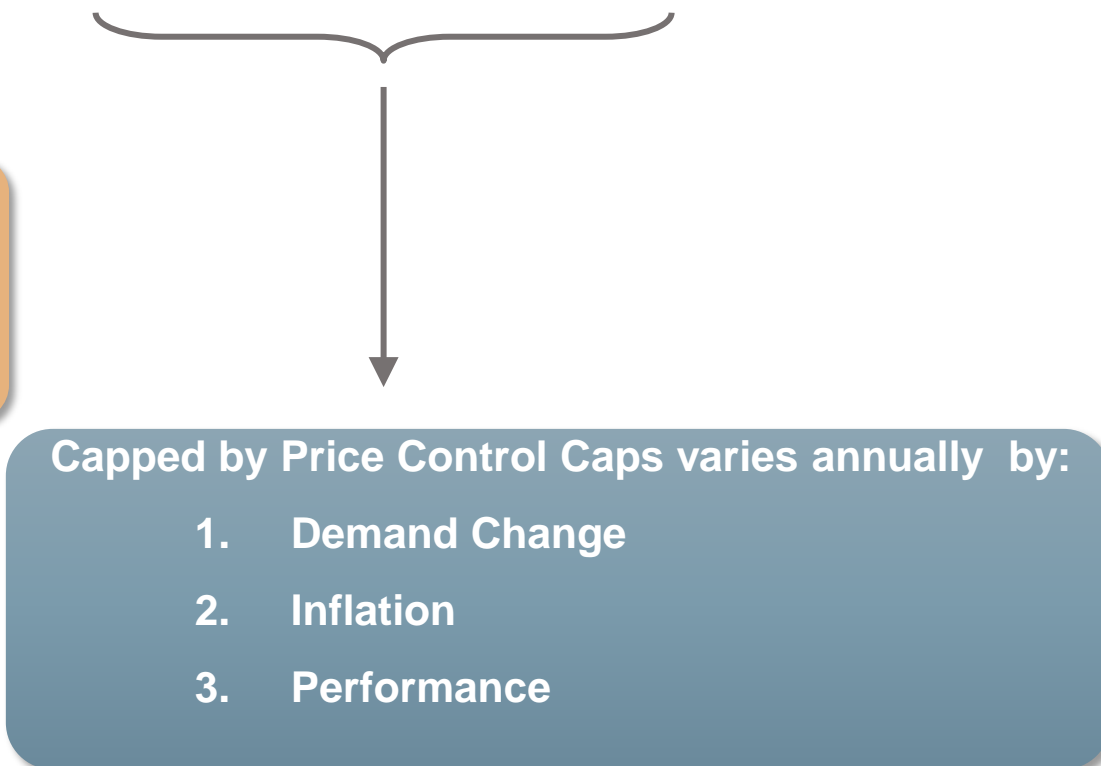 Capped by Price Control Caps varies annually by:
1. Demand Change
2. Inflation
3. Performance